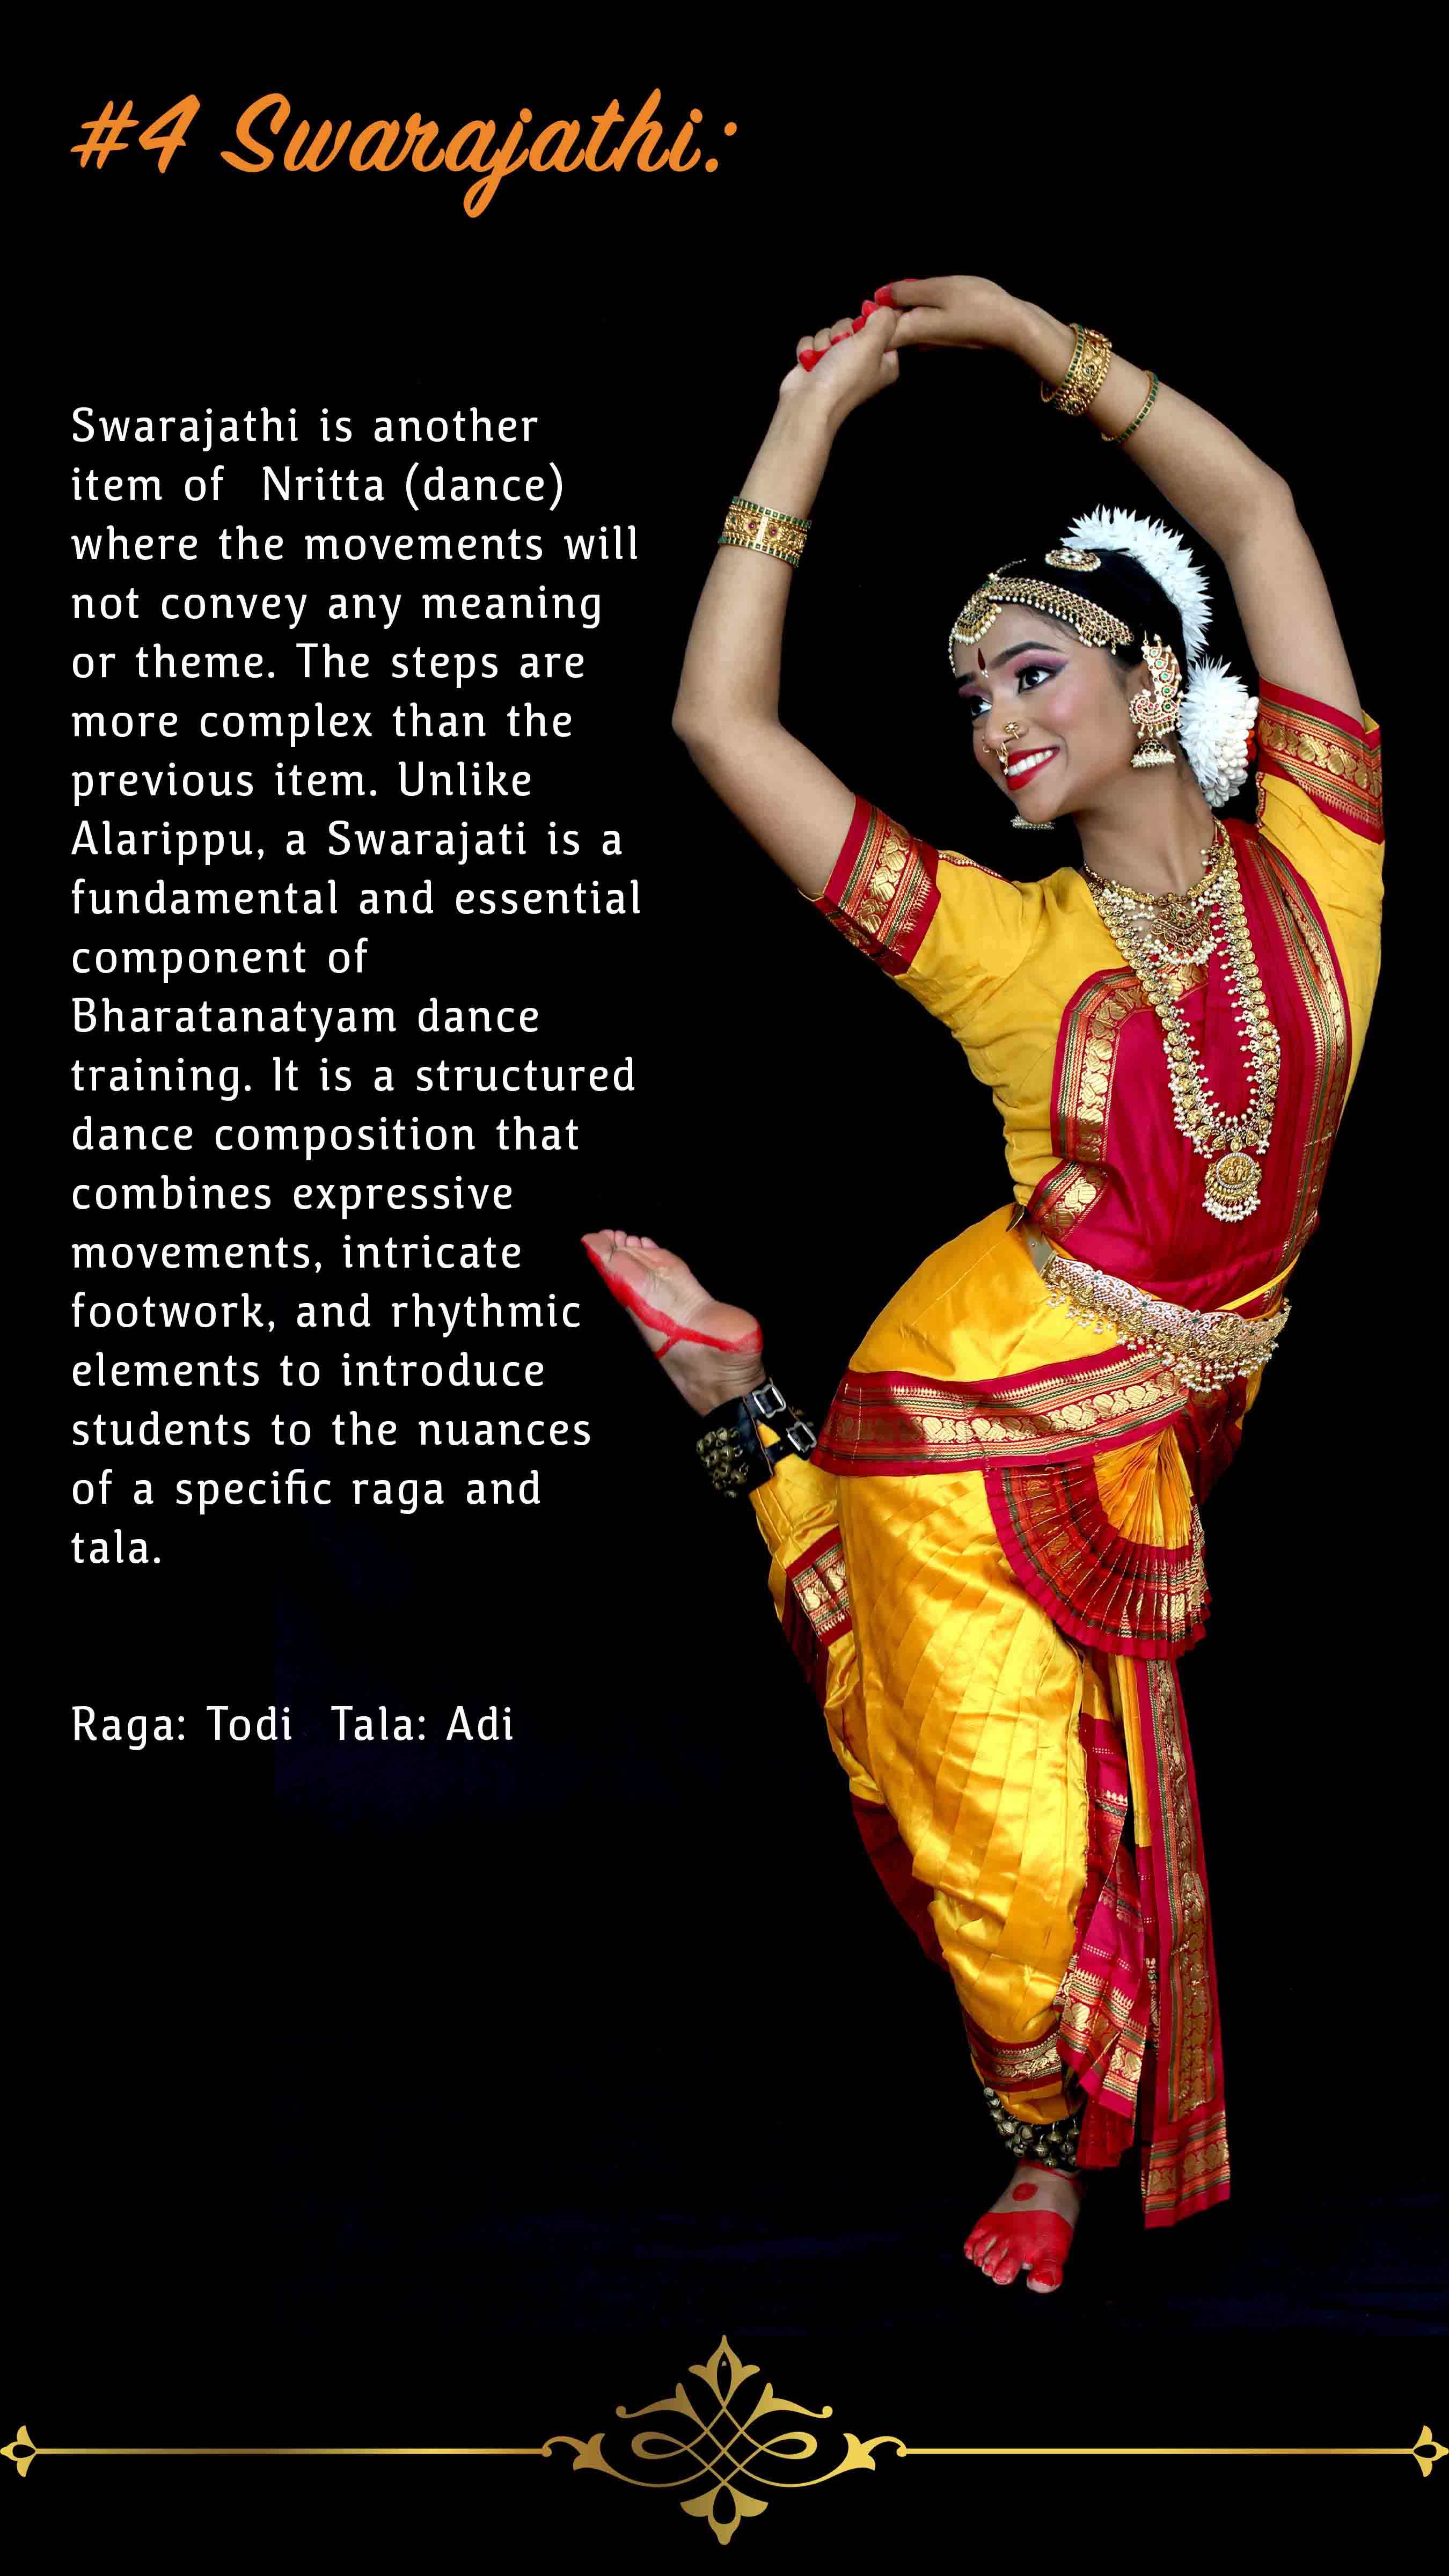 #4 Swarajathi:
Swarajathi is another
item of  Nritta (dance)
where the movements will
not convey any meaning
or theme. The steps are
more complex than the
previous item. Unlike
Alarippu, a Swarajati is a
fundamental and essential
component of
Bharatanatyam dance
training. It is a structured
dance composition that
combines expressive
movements, intricate
footwork, and rhythmic
elements to introduce
students to the nuances
of a specific raga and
tala.
Raga: Todi  Tala: Adi